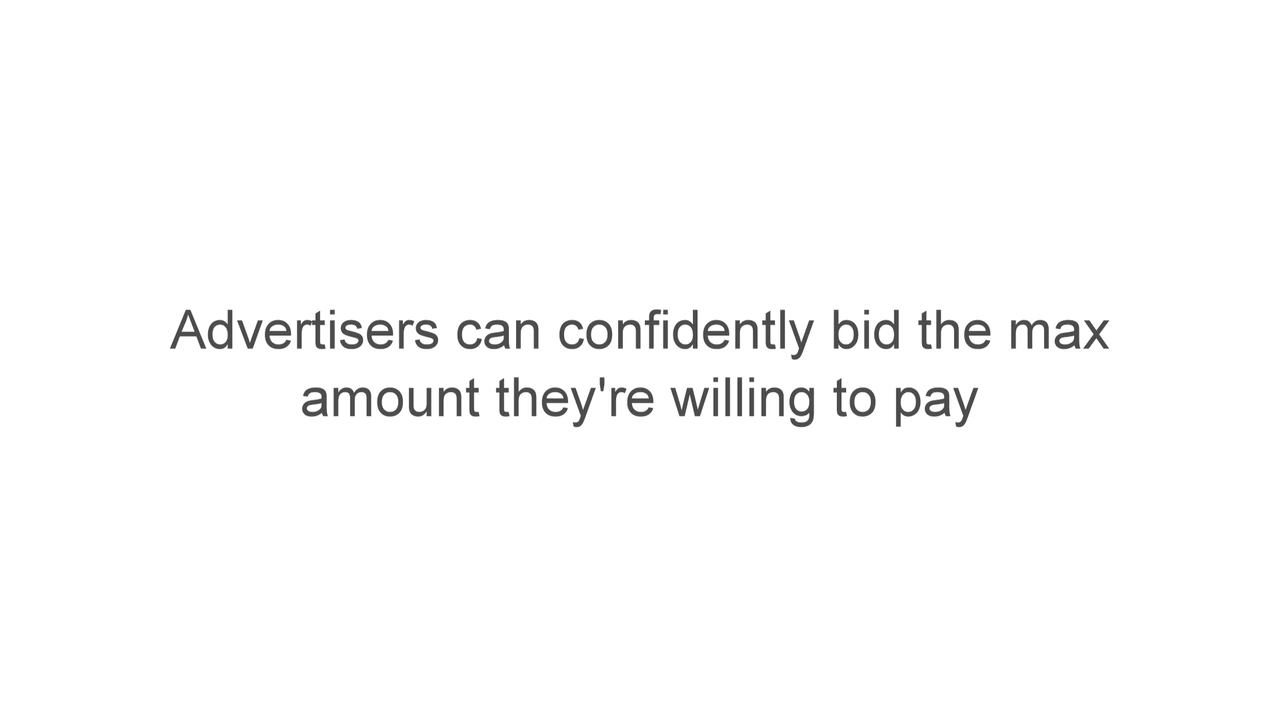 Advertisers can confidently bid the max
amount they're willing to pay